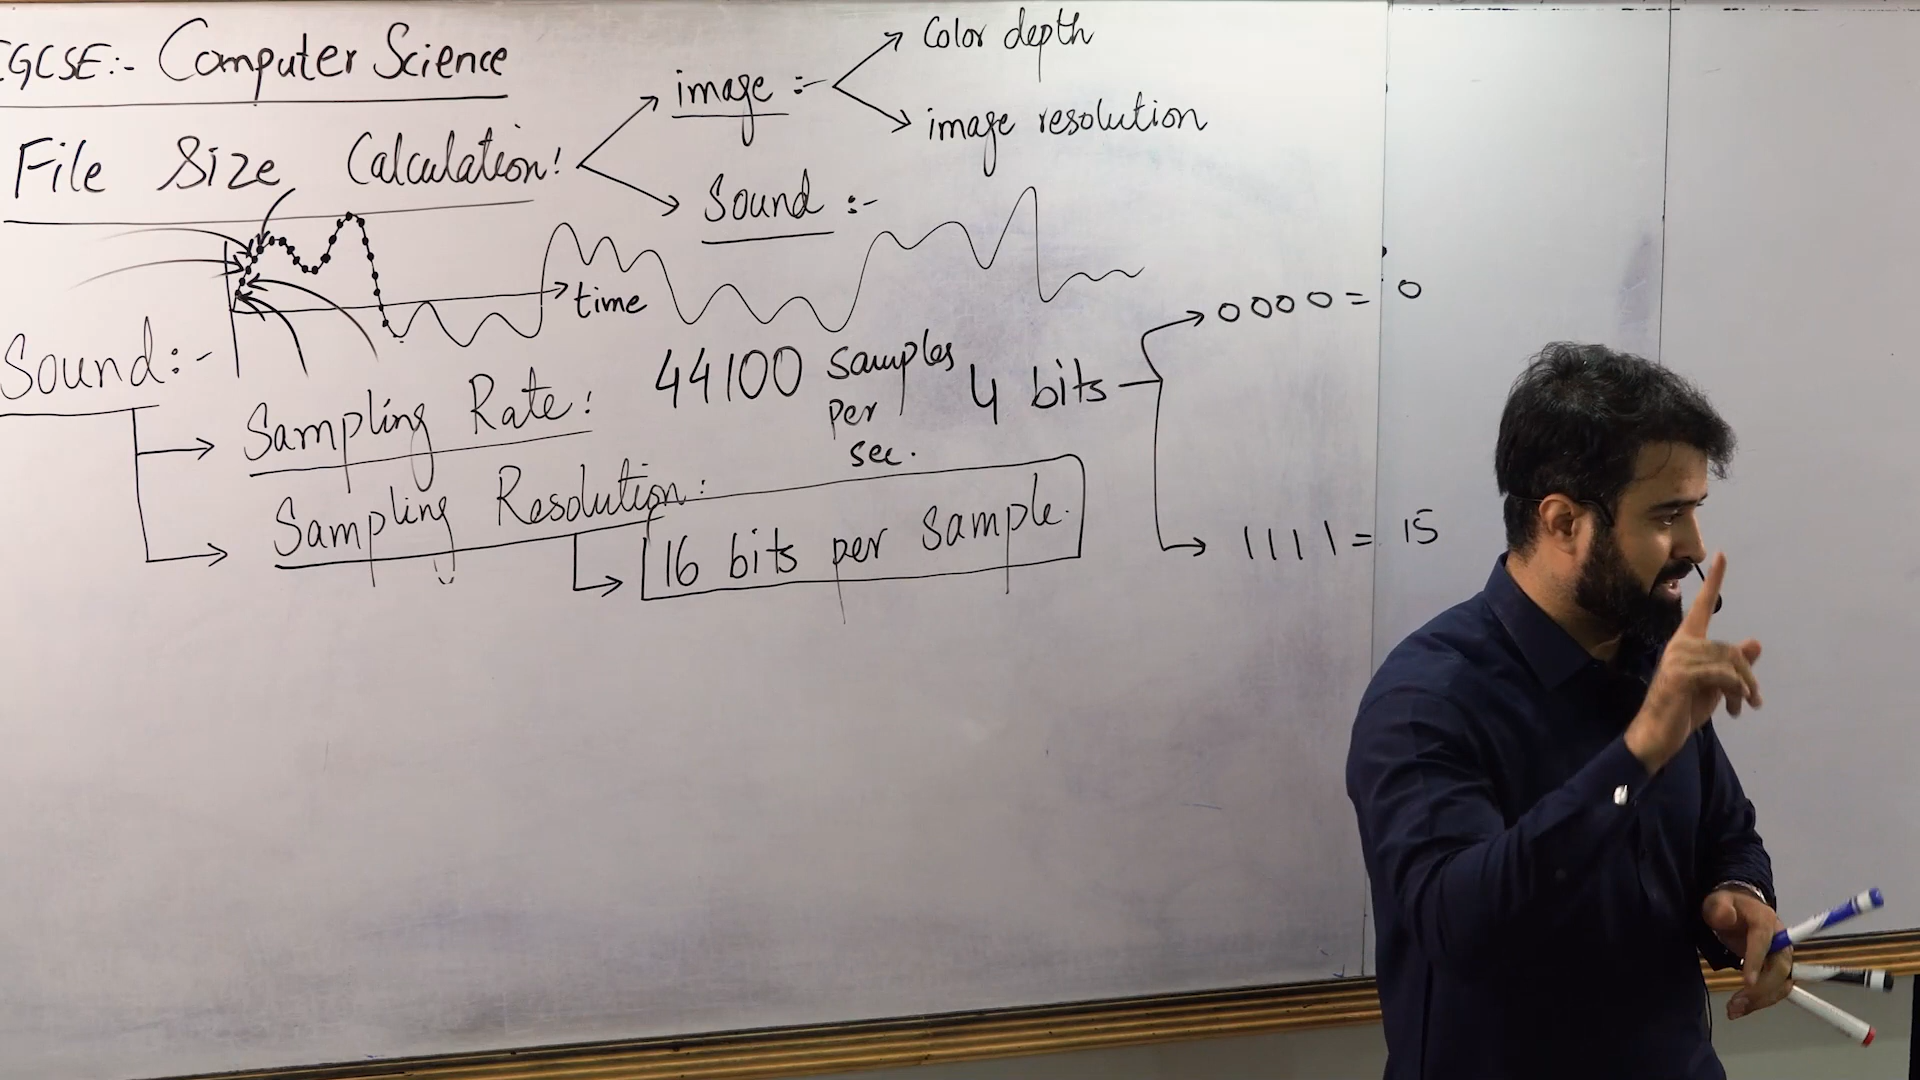 IGCSE:- Computer Science
File Size Calculation!
image :-
Color depth
image resolution
Sound :-
time
Sound:-
Sampling Rate:
44100 samples
per
sec.
4 bits
0000 = 0
1111 = 15
Sampling Resolution:
16 bits per sample.